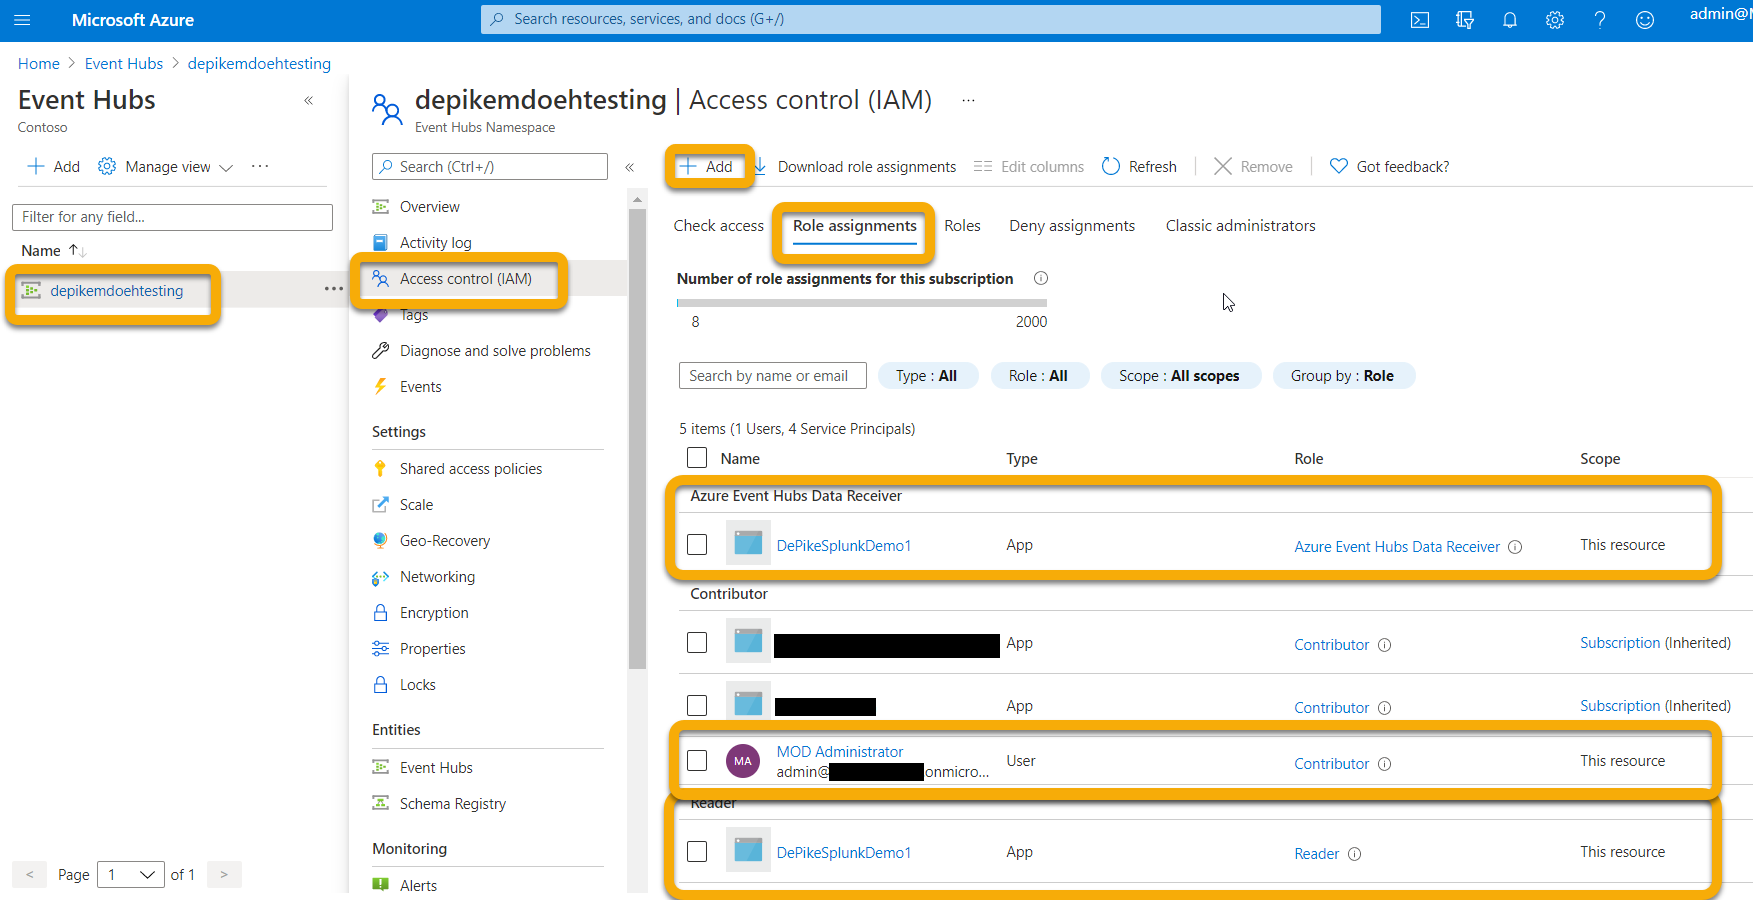 Microsoft Azure
Search resources, services, and docs (G+/)
admin@
Home > Event Hubs > depikemdoehtesting
Event Hubs
Contoso
+ Add
Manage view
...
Filter for any field...
Name ↑↓
depikemdoehtesting
...
< Page 1 of 1 >
depikemdoehtesting | Access control (IAM) ...
Event Hubs Namespace
Search (Ctrl+/)
Overview
Activity log
Access control (IAM)
Tags
Diagnose and solve problems
Events
Settings
Shared access policies
Scale
Geo-Recovery
Networking
Encryption
Properties
Locks
Entities
Event Hubs
Schema Registry
Monitoring
Alerts
+ Add
Download role assignments
Edit columns
Refresh
Remove
Got feedback?
Check access
Role assignments
Roles
Deny assignments
Classic administrators
Number of role assignments for this subscription
8 2000
Search by name or email
Type : All
Role : All
Scope : All scopes
Group by : Role
5 items (1 Users, 4 Service Principals)
Name Type Role Scope
Azure Event Hubs Data Receiver
DePikeSplunkDemo1 App Azure Event Hubs Data Receiver This resource
Contributor
App Contributor Subscription (Inherited)
App Contributor Subscription (Inherited)
MA
MOD Administrator User Contributor This resource
admin@ onmicro...
Reader
DePikeSplunkDemo1 App Reader This resource